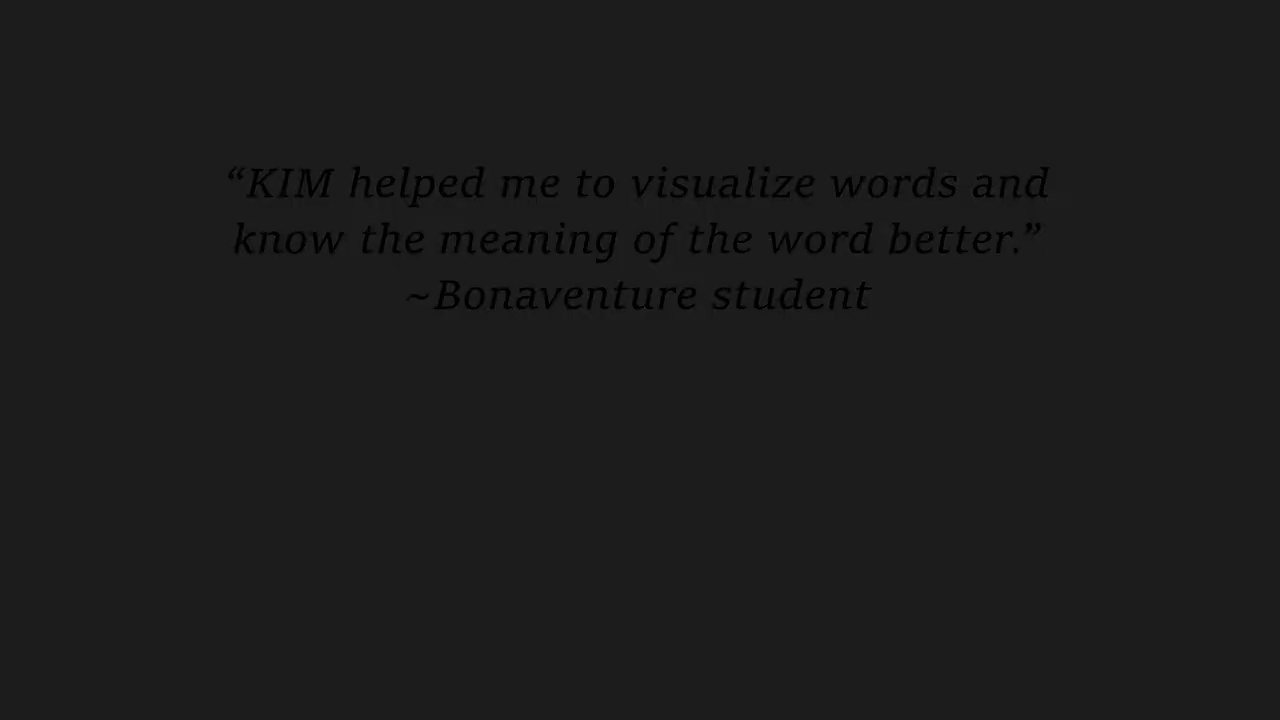 “KIM helped me to visualize words and
know the meaning of the word better.”
~Bonaventure student